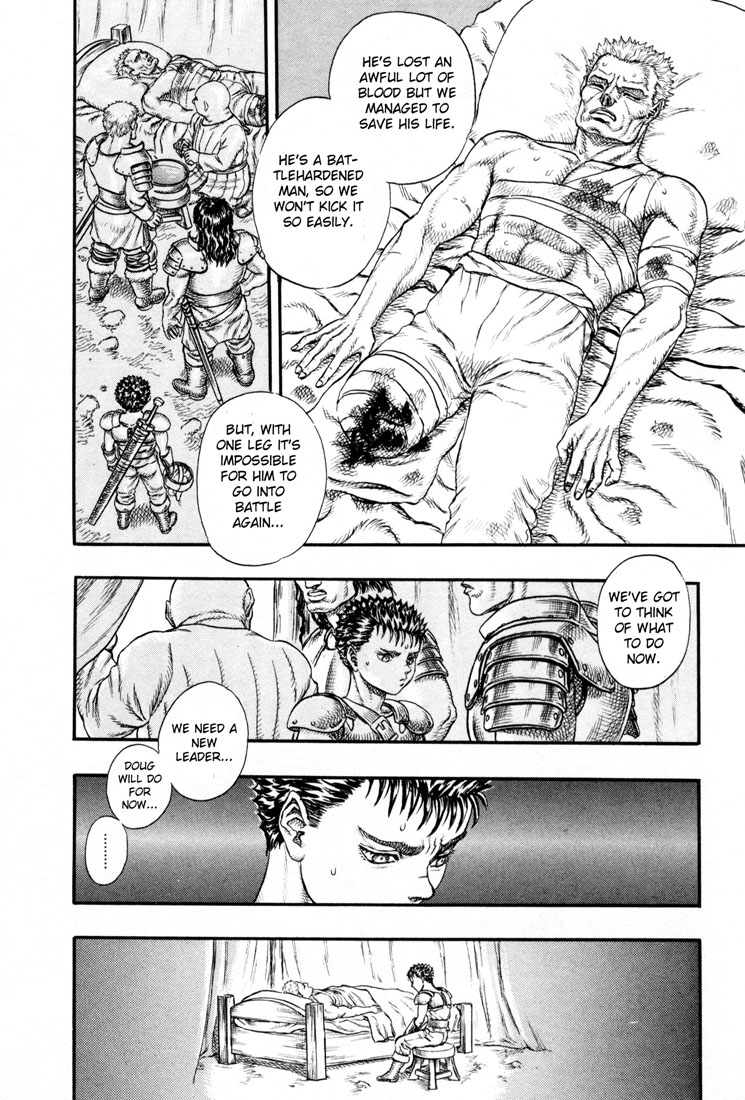 HE'S LOST AN
AWFUL LOT OF
BLOOD BUT WE
MANAGED TO
SAVE HIS LIFE.
HE'S A BAT-
TLEHARDENED
MAN, SO WE
WON'T KICK IT
SO EASILY.
BUT, WITH
ONE LEG IT'S
IMPOSSIBLE
FOR HIM TO
GO INTO
BATTLE
AGAIN...
WE'VE GOT
TO THINK
OF WHAT
TO DO
NOW.
WE NEED A
NEW
LEADER...
DOUG
WILL DO
FOR
NOW...
........